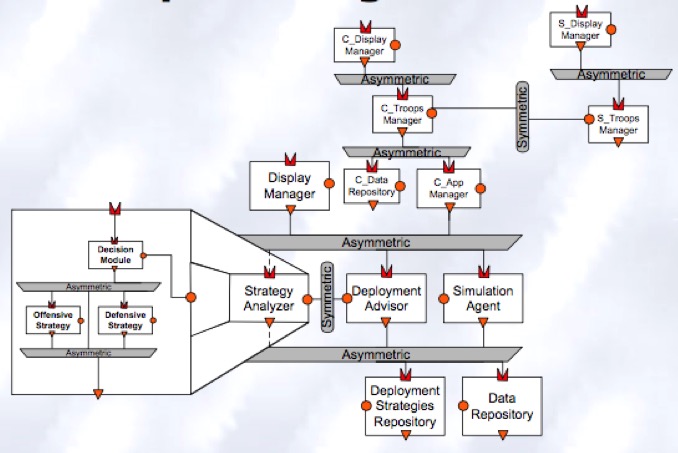 S_Display
Manager
C_Display
Manager
Asymmetric
Asymmetric
C_Troops
Manager
Symmetric
S_Troops
Manager
Asymmetric
Display
Manager
C_Data
Repository
C_App
Manager
Asymmetric
Decision
Module
Asymmetric
Offensive
Strategy
Defensive
Strategy
Asymmetric
Strategy
Analyzer
Symmetric
Deployment
Advisor
Simulation
Agent
Asymmetric
Deployment
Strategies
Repository
Data
Repository